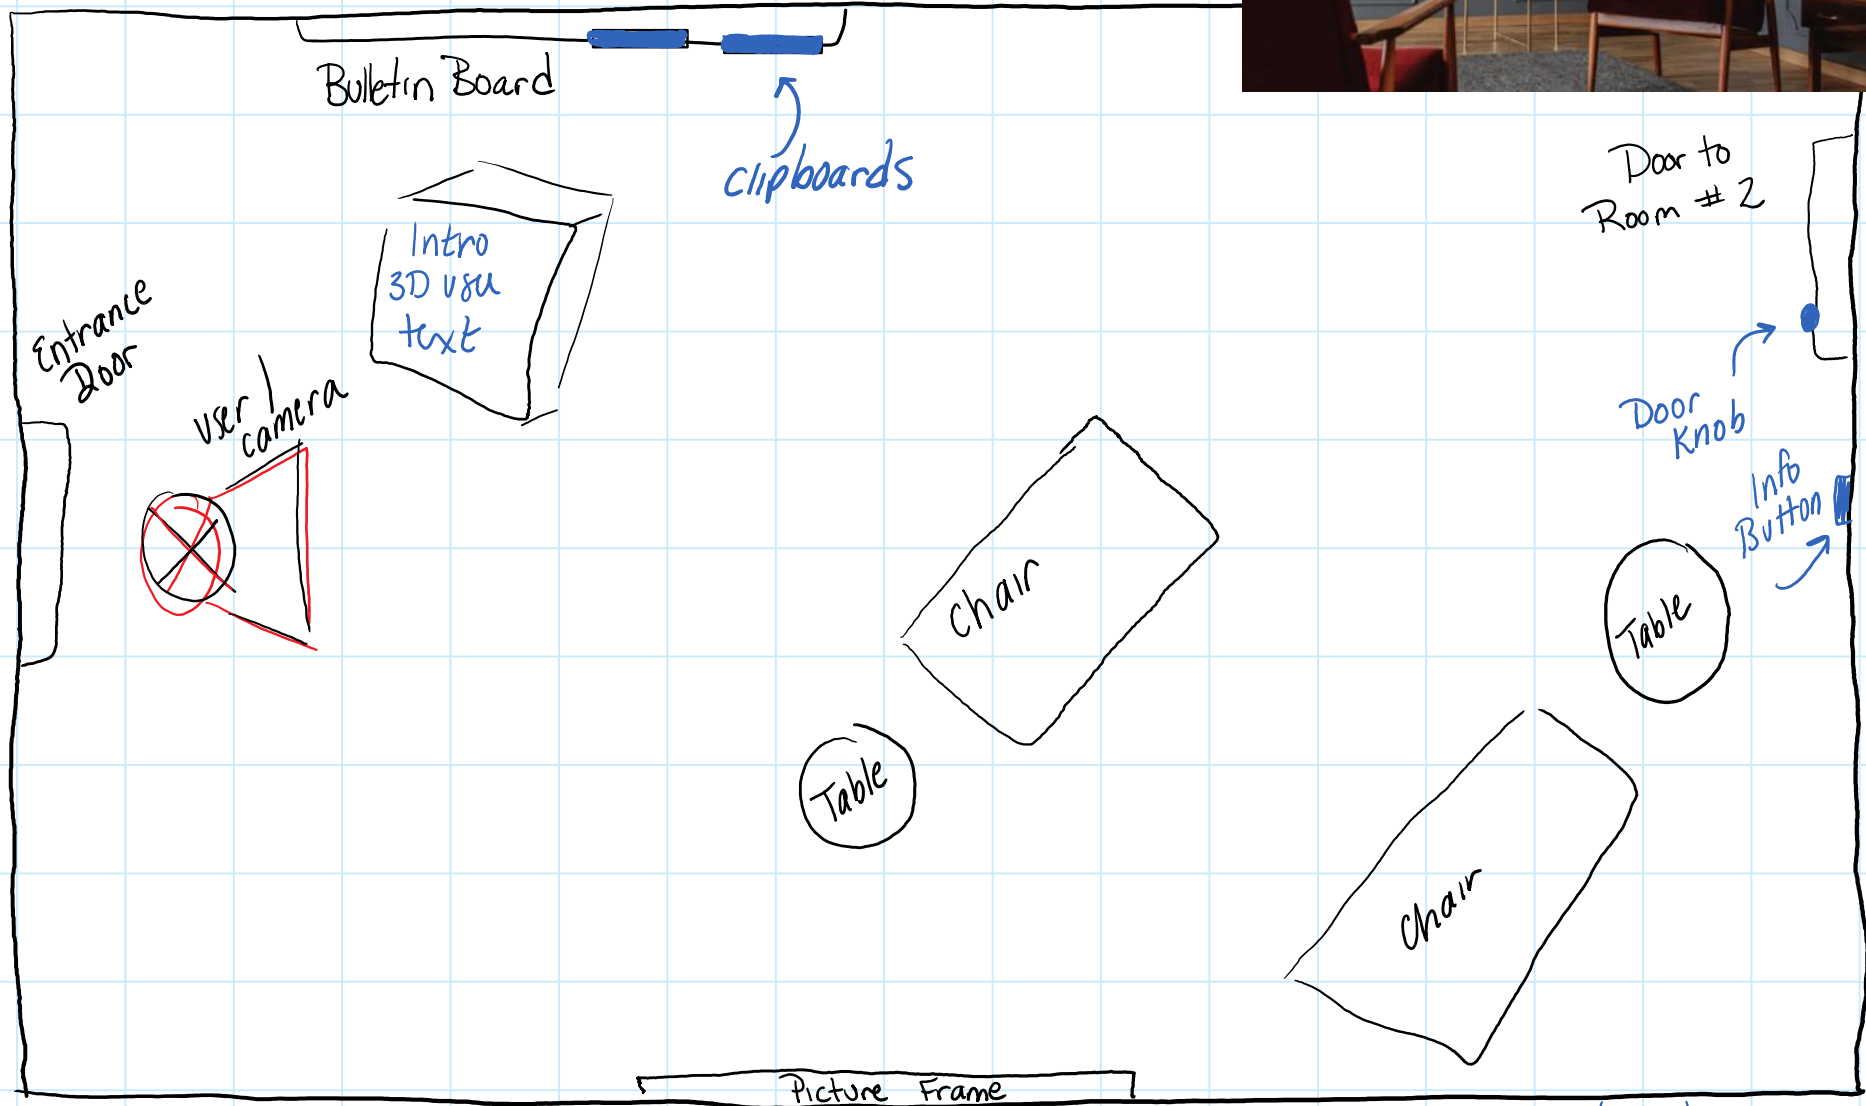 Bulletin Board
clipboards
Door to
Room # 2
Intro
3D vsu
text
Entrance
Door
user /
camera
Door
Knob
Info
Button
Chair
Table
Table
Chair
Picture Frame